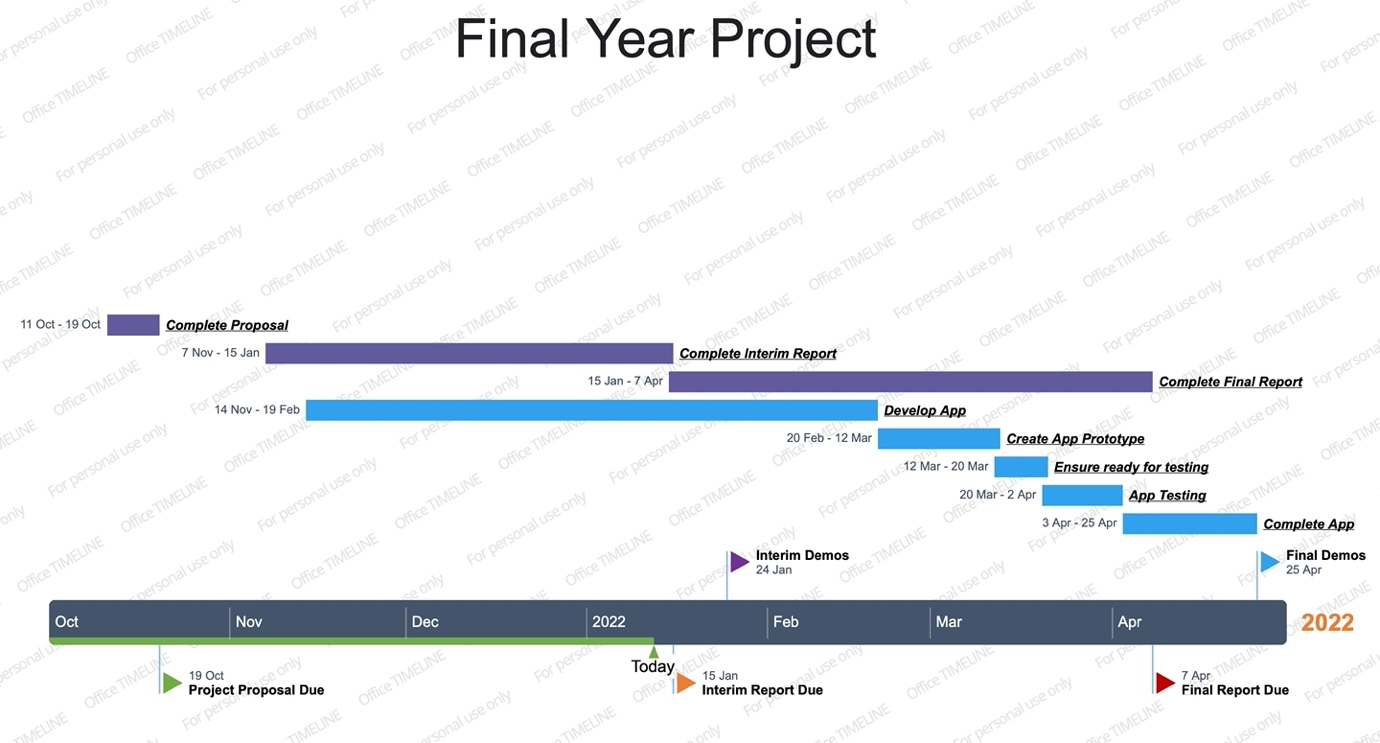 Final Year Project
11 Oct - 19 Oct Complete Proposal
7 Nov - 15 Jan Complete Interim Report
15 Jan - 7 Apr Complete Final Report
14 Nov - 19 Feb Develop App
20 Feb - 12 Mar Create App Prototype
12 Mar - 20 Mar Ensure ready for testing
20 Mar - 2 Apr App Testing
3 Apr - 25 Apr Complete App
Interim Demos
24 Jan
Final Demos
25 Apr
Oct Nov Dec 2022 Feb Mar Apr 2022
Today
19 Oct
Project Proposal Due
15 Jan
Interim Report Due
7 Apr
Final Report Due
Office TIMELINE
For personal use only